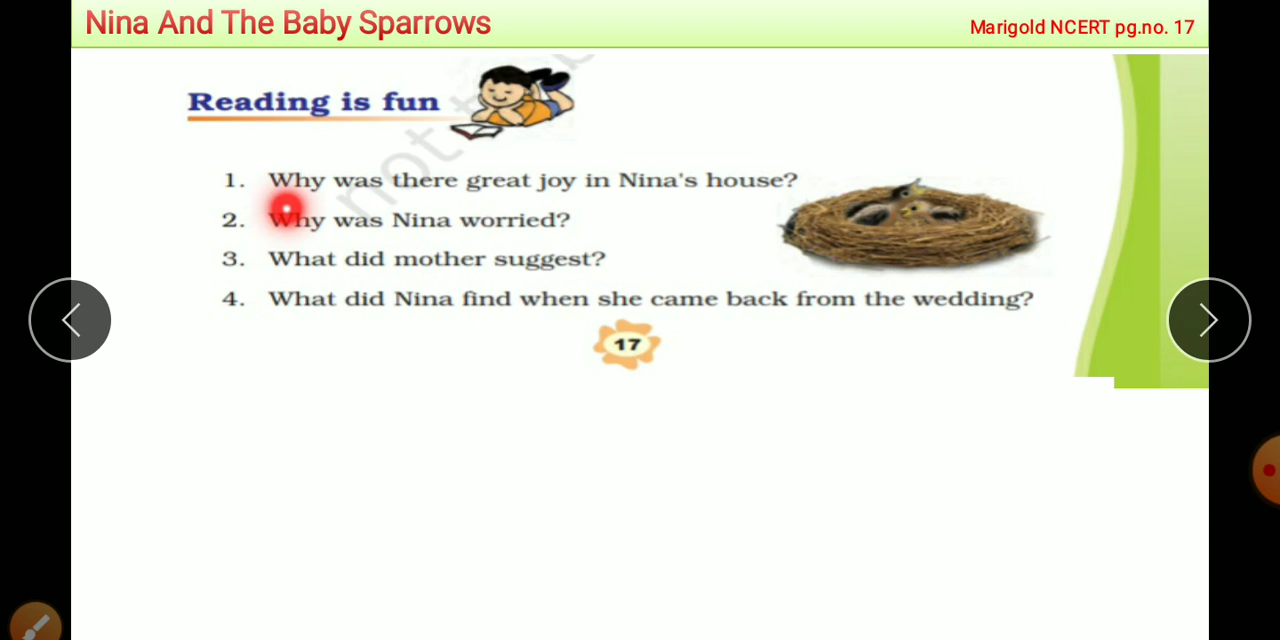 Nina And The Baby Sparrows
Marigold NCERT pg.no. 17
Reading is fun
not
1. Why was there great joy in Nina's house?
2. Why was Nina worried?
3. What did mother suggest?
4. What did Nina find when she came back from the wedding?
17